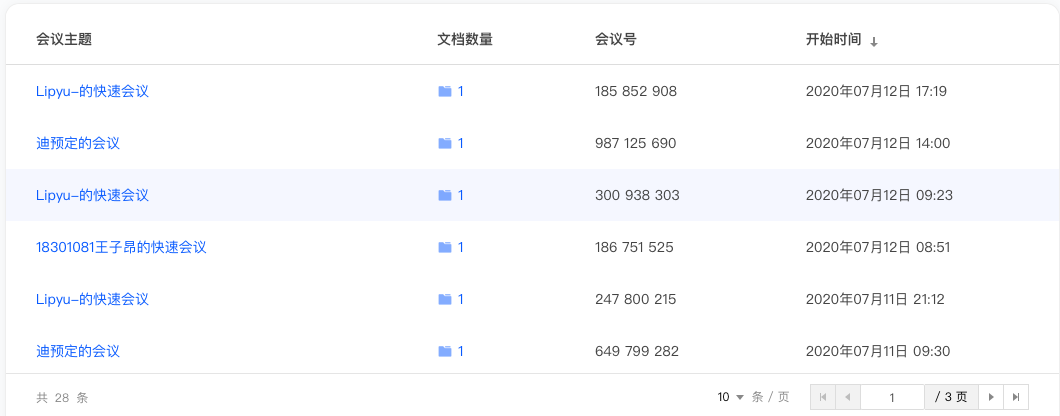 会议主题 文档数量 会议号 开始时间 ↓
Lipyu-的快速会议 1 185 852 908 2020年07月12日 17:19
迪预定的会议 1 987 125 690 2020年07月12日 14:00
Lipyu-的快速会议 1 300 938 303 2020年07月12日 09:23
18301081王子昂的快速会议 1 186 751 525 2020年07月12日 08:51
Lipyu-的快速会议 1 247 800 215 2020年07月11日 21:12
迪预定的会议 1 649 799 282 2020年07月11日 09:30
共 28 条 10 条 / 页 1 / 3 页